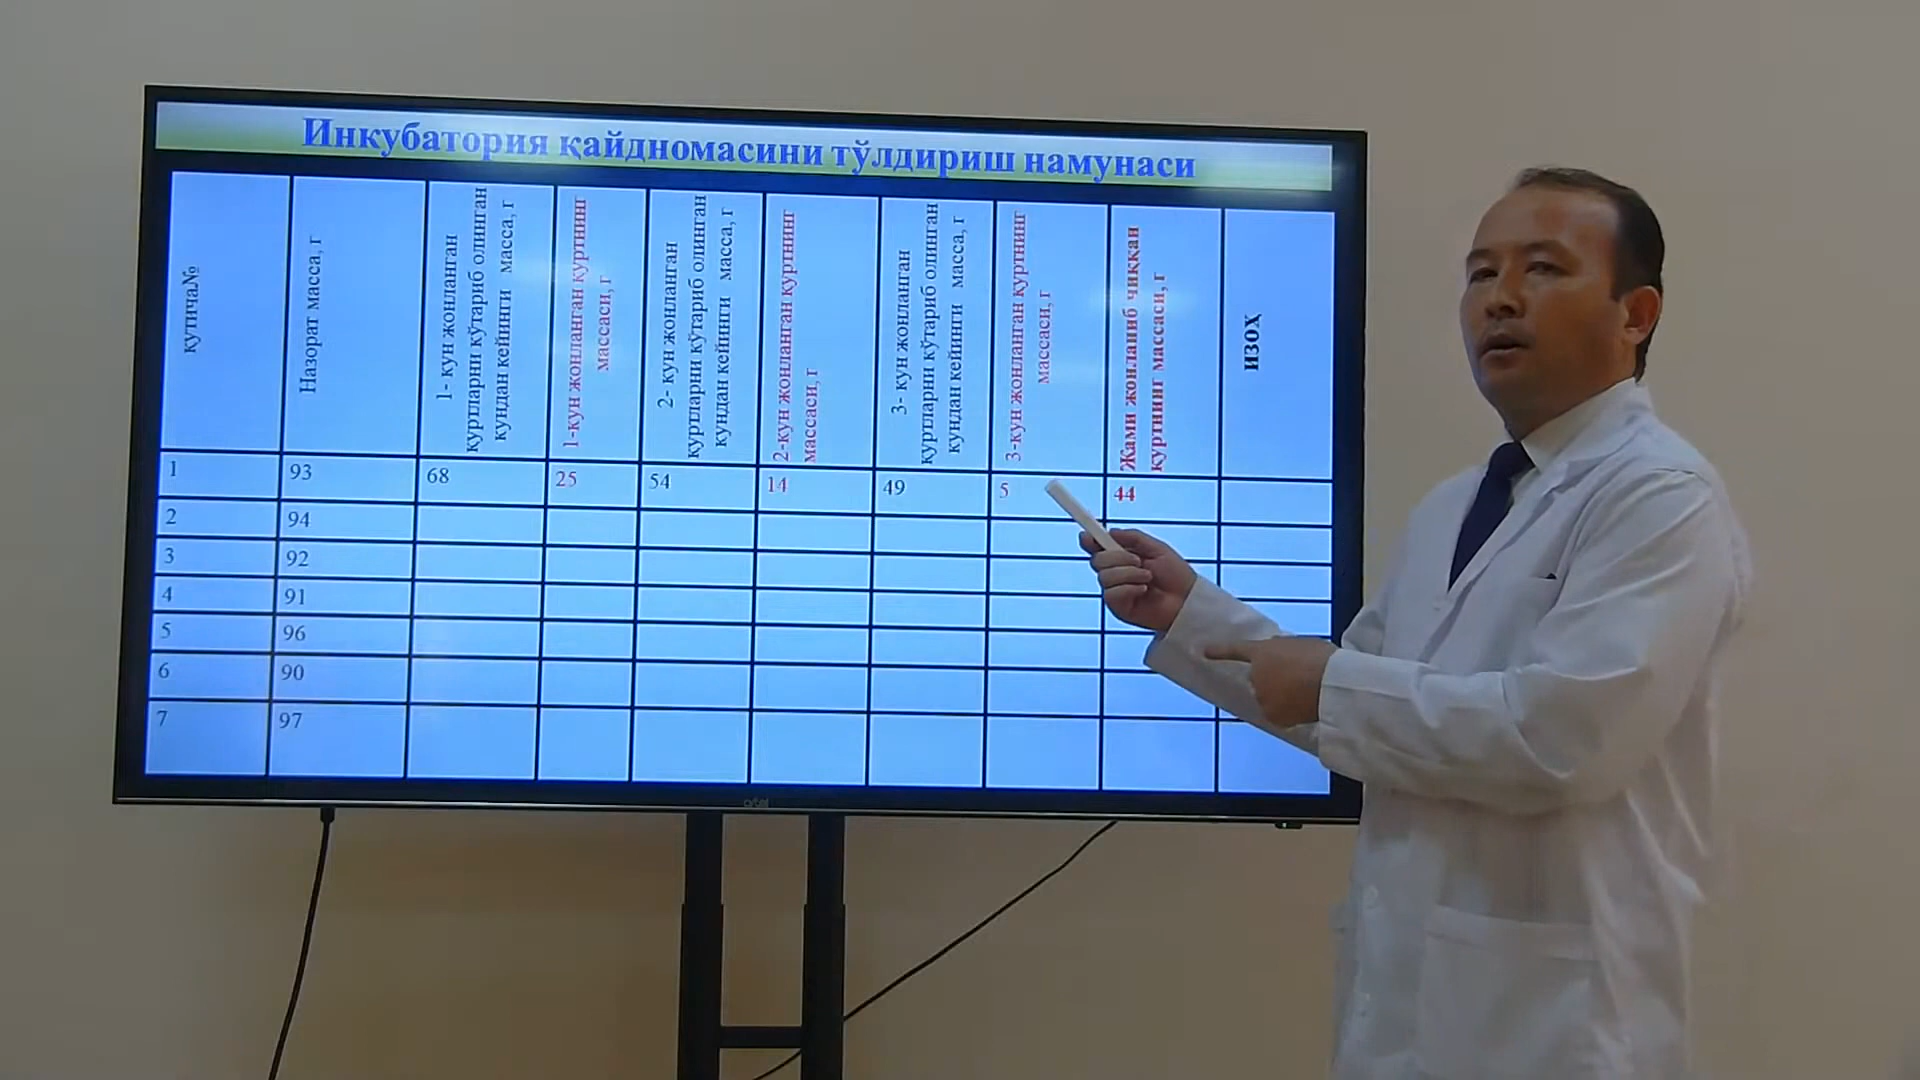 Инкубатория қайдномасини тўлдириш намунаси
қутича№
Назорат масса, г
1- кун жонланган
қуртларни кўтариб олинган
кундан кейинги масса, г
1-кун жонланган қуртнинг
массаси, г
2- кун жонланган
қуртларни кўтариб олинган
кундан кейинги масса, г
2-кун жонланган қуртнинг
массаси, г
3- кун жонланган
қуртларни кўтариб олинган
кундан кейинги масса, г
3-кун жонланган қуртнинг
массаси, г
Жами жонланиб чиққан
қуртнинг массаси, г
изоҳ
1 93 68 25 54 14 49 5 44
2 94
3 92
4 91
5 96
6 90
7 97
artel